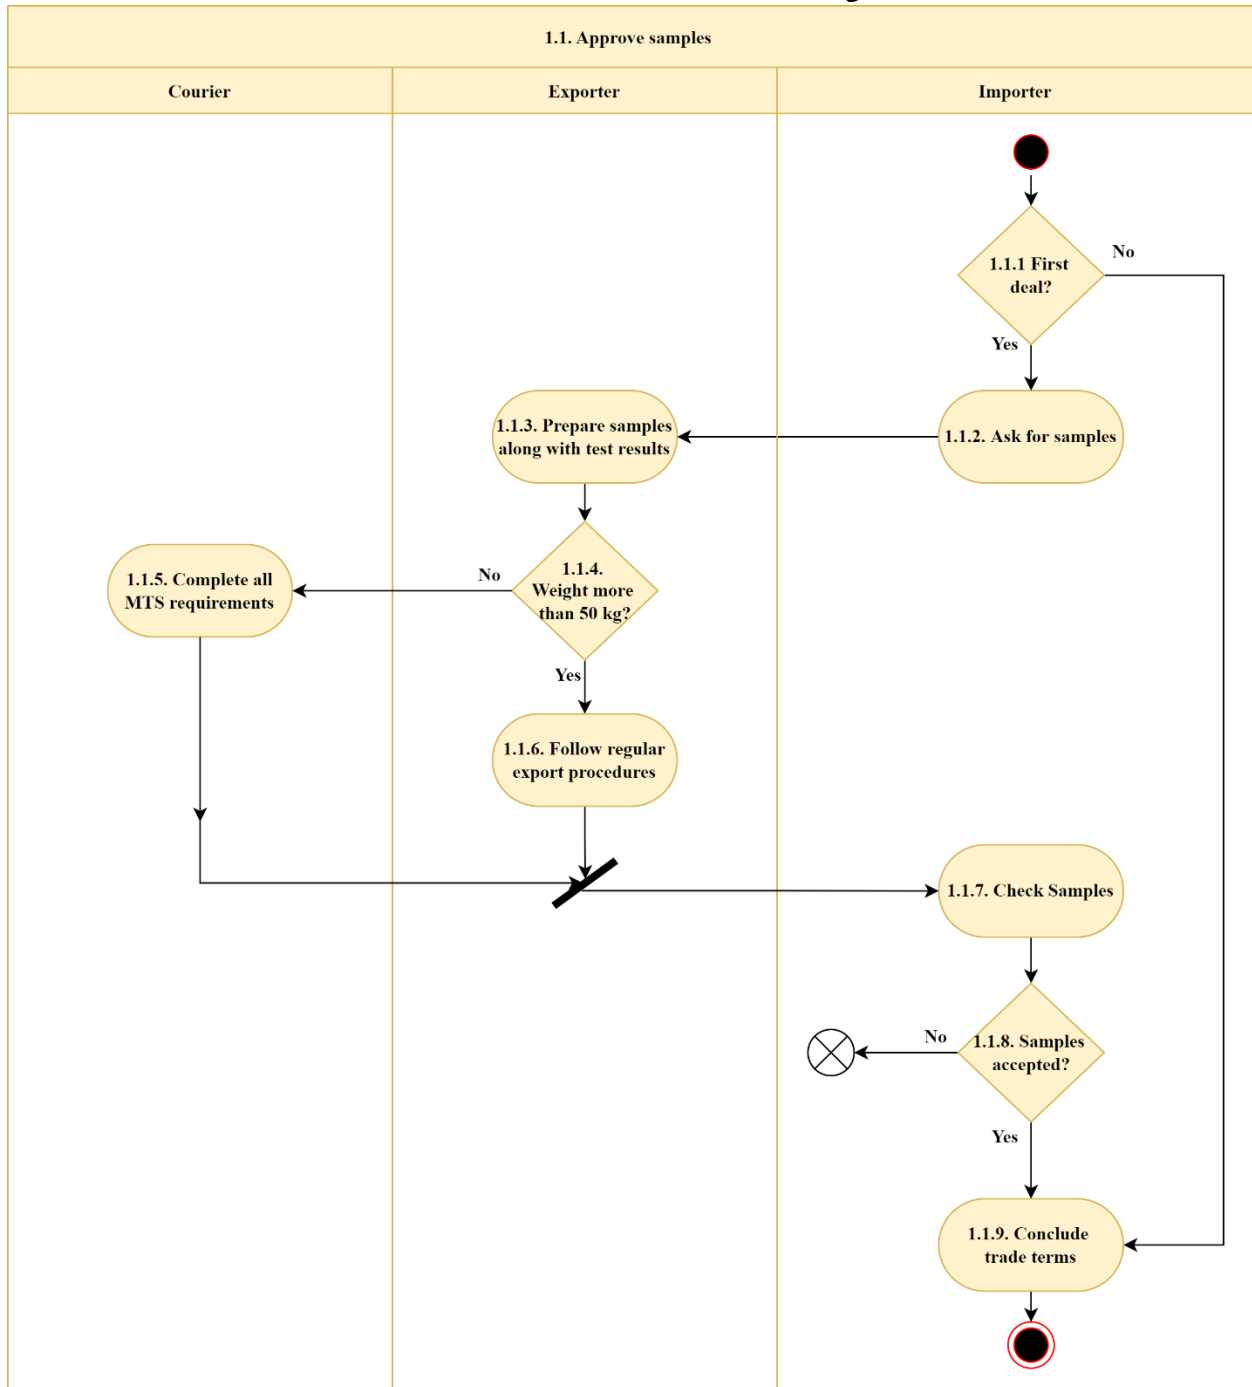 1.1. Approve samples
Courier
Exporter
Importer
1.1.1 First
deal?
No
Yes
1.1.2. Ask for samples
1.1.3. Prepare samples
along with test results
1.1.4.
Weight more
than 50 kg?
No
1.1.5. Complete all
MTS requirements
Yes
1.1.6. Follow regular
export procedures
1.1.7. Check Samples
1.1.8. Samples
accepted?
No
Yes
1.1.9. Conclude
trade terms